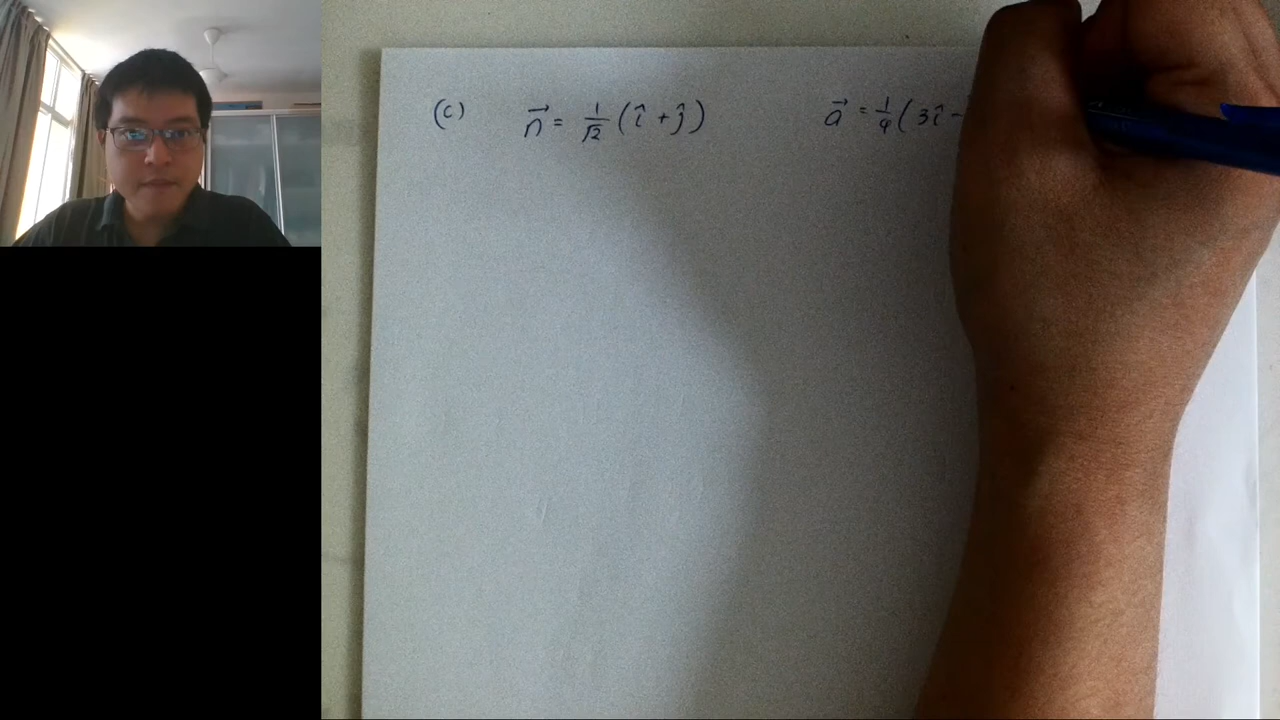 (c) n⃗ = 1/√2 (î + ĵ) a⃗ = 1/4 (3î -